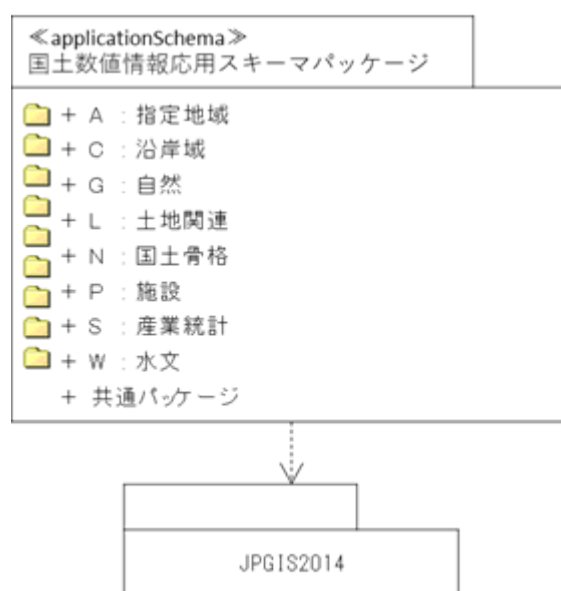 ≪applicationSchema≫
国土数値情報応用スキーマパッケージ
+ A : 指定地域
+ C : 沿岸域
+ G : 自然
+ L : 土地関連
+ N : 国土骨格
+ P : 施設
+ S : 産業統計
+ W : 水文
+ 共通パッケージ
JPGIS2014